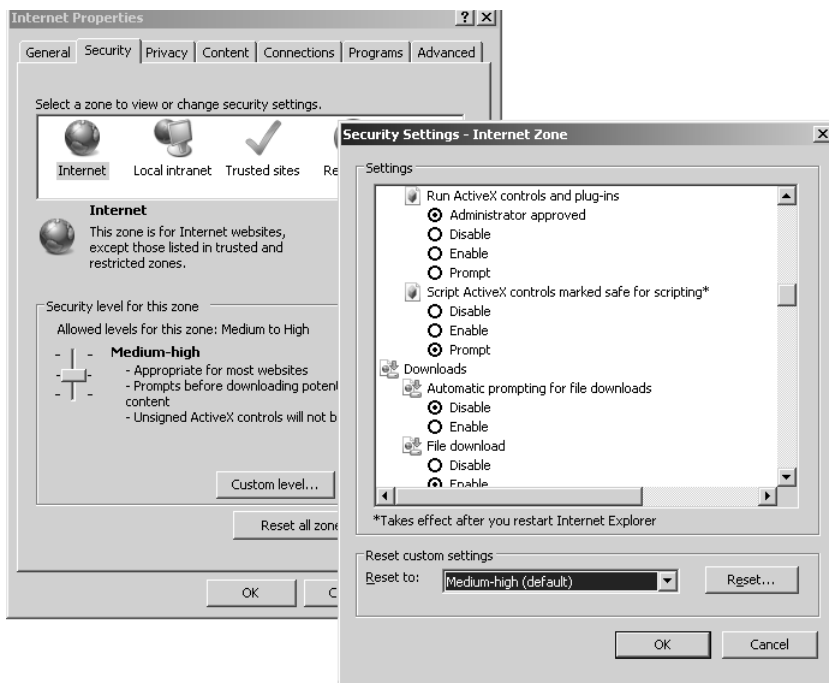 Internet Properties
General Security Privacy Content Connections Programs Advanced
Select a zone to view or change security settings.
Internet Local intranet Trusted sites
Internet
This zone is for Internet websites,
except those listed in trusted and
restricted zones.
Security level for this zone
Allowed levels for this zone: Medium to High
Medium-high
- Appropriate for most websites
- Prompts before downloading
content
- Unsigned ActiveX controls will not
Custom level...
Reset all
OK
Security Settings - Internet Zone
Settings
Run ActiveX controls and plug-ins
Administrator approved
Disable
Enable
Prompt
Script ActiveX controls marked safe for scripting*
Disable
Enable
Prompt
Downloads
Automatic prompting for file downloads
Disable
Enable
File download
Disable
Enable
*Takes effect after you restart Internet Explorer
Reset custom settings
Reset to: Medium-high (default) Reset...
OK Cancel